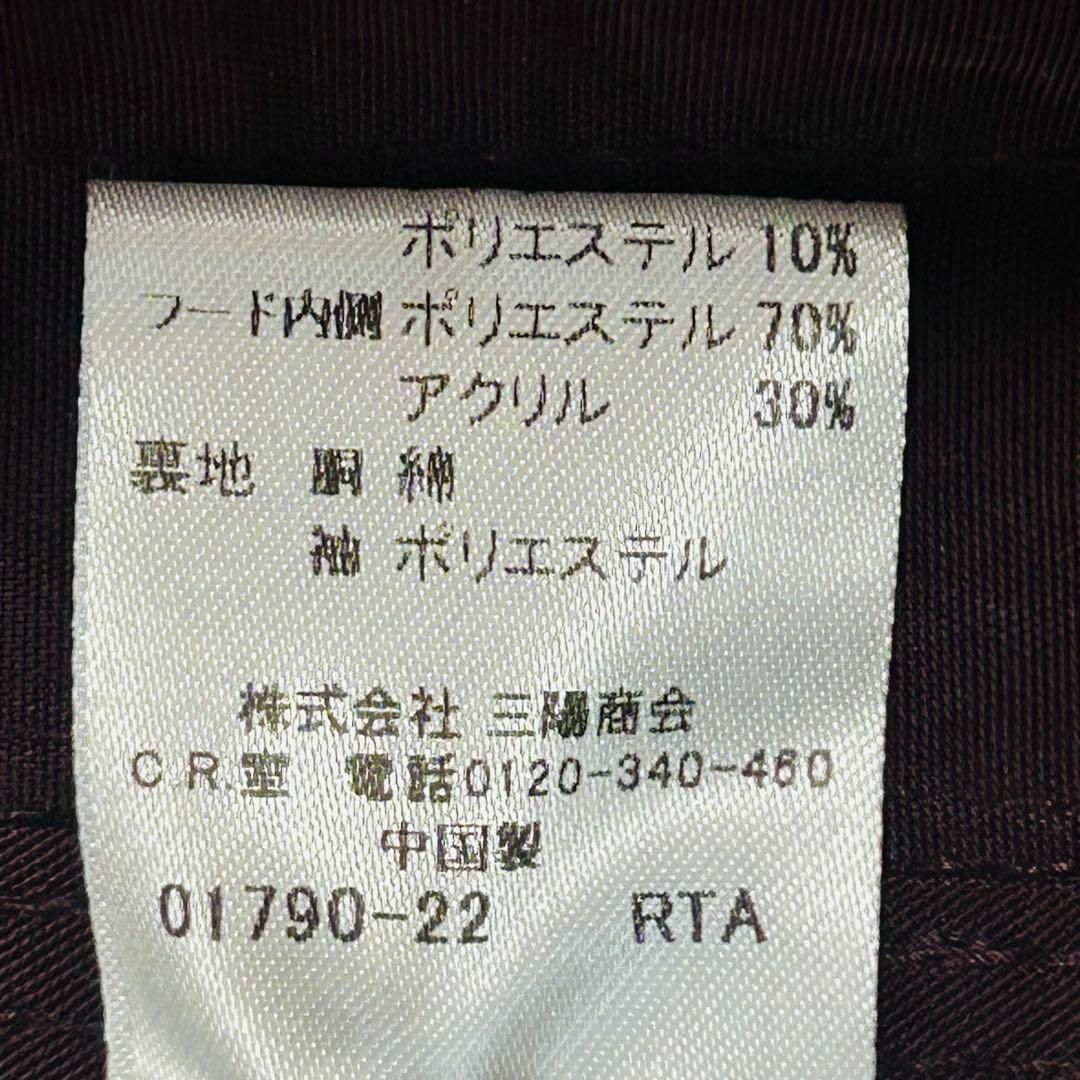 ポリエステル 10%
フード内側 ポリエステル 70%
アクリル 30%
裏地 胴 綿
袖 ポリエステル
株式会社 三陽商会
C.R.室 電話0120-340-460
中国製
01790-22 RTA